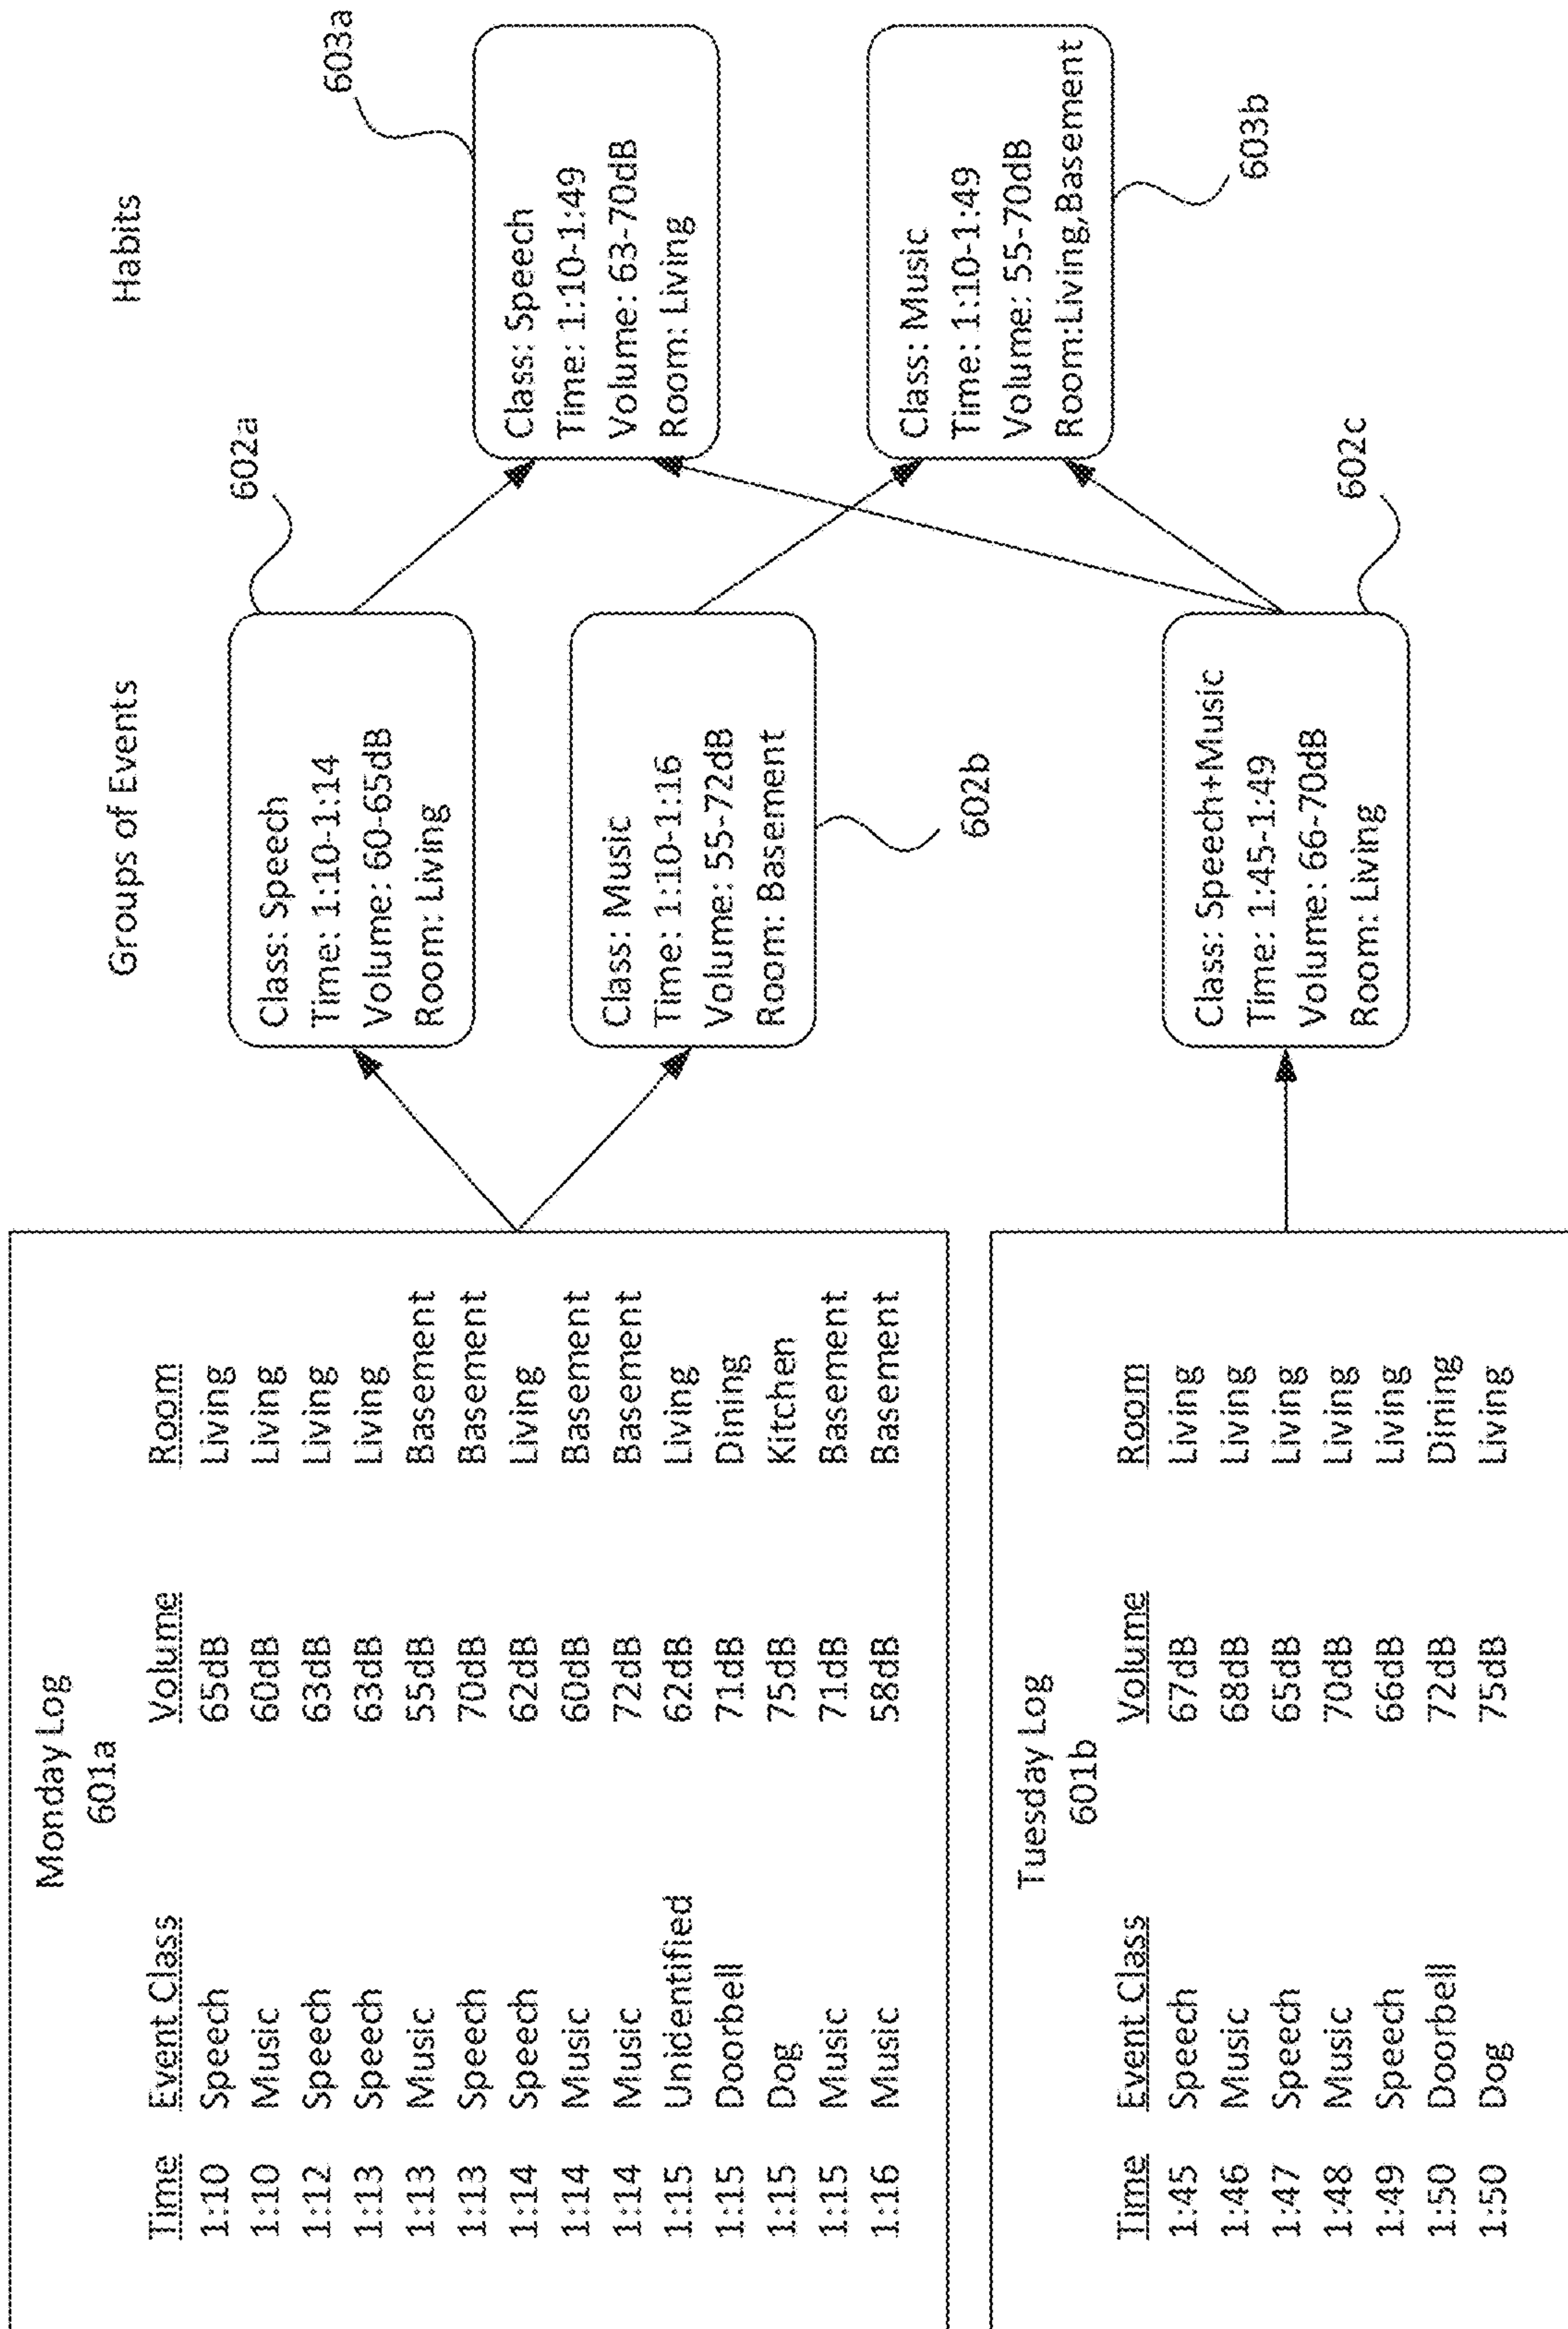 Monday Log
601a
Time Event Class Volume Room
1:10 Speech 65dB Living
1:10 Music 60dB Living
1:12 Speech 63dB Living
1:13 Speech 63dB Living
1:13 Music 55dB Basement
1:13 Speech 70dB Basement
1:14 Speech 62dB Living
1:14 Music 60dB Basement
1:14 Music 72dB Basement
1:15 Unidentified 62dB Living
1:15 Doorbell 71dB Dining
1:15 Dog 75dB Kitchen
1:15 Music 71dB Basement
1:16 Music 58dB Basement
Tuesday Log
601b
Time Event Class Volume Room
1:45 Speech 67dB Living
1:46 Music 68dB Living
1:47 Speech 65dB Living
1:48 Music 70dB Living
1:49 Speech 66dB Living
1:50 Doorbell 72dB Dining
1:50 Dog 75dB Living
Groups of Events
602a
Class: Speech
Time: 1:10-1:14
Volume: 60-65dB
Room: Living
Class: Music
Time: 1:10-1:16
Volume: 55-72dB
Room: Basement
602b
Class: Speech+Music
Time: 1:45-1:49
Volume: 66-70dB
Room: Living
602c
Habits
603a
Class: Speech
Time: 1:10-1:49
Volume: 63-70dB
Room: Living
Class: Music
Time: 1:10-1:49
Volume: 55-70dB
Room:Living,Basement
603b